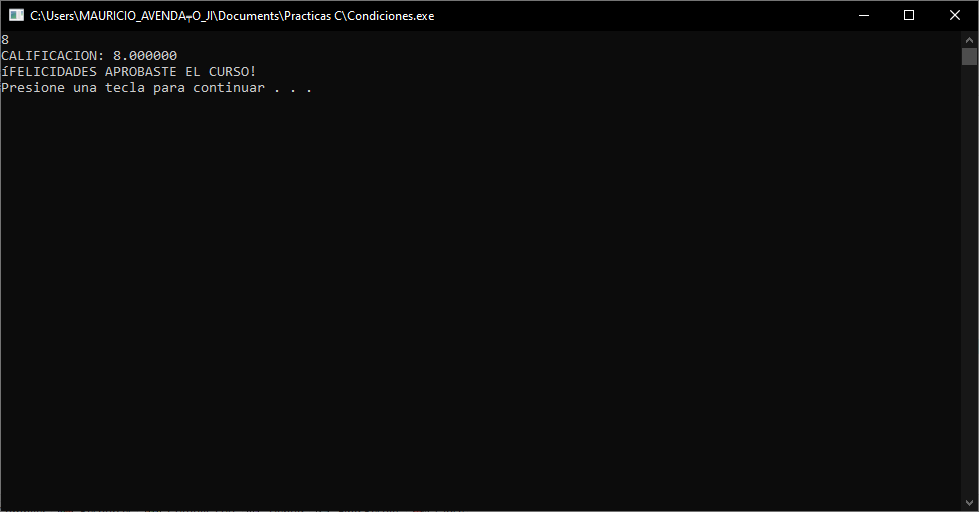 C:\Users\MAURICIO_AVENDA╤O_JI\Documents\Practicas C\Condiciones.exe
8
CALIFICACION: 8.000000
íFELICIDADES APROBASTE EL CURSO!
Presione una tecla para continuar . . .